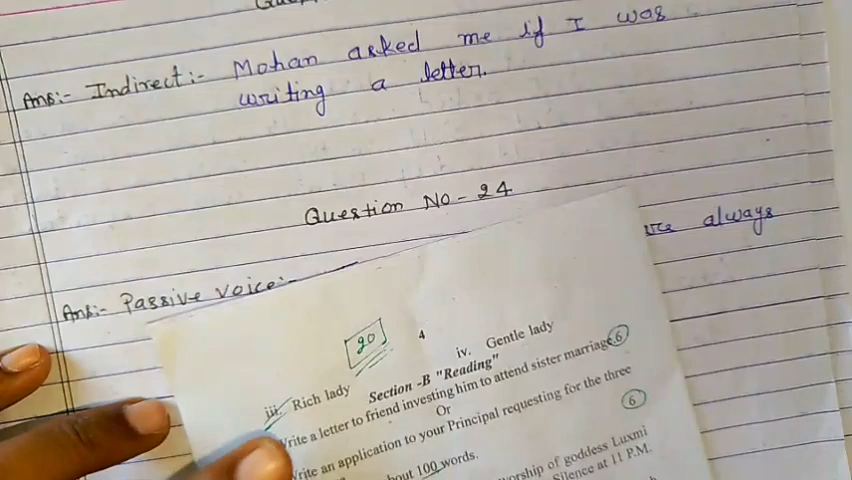 Ans:- Indirect:- Mohan asked me if I was
writing a letter.
Question No - 24
Ans:- Passive voice:-
always
20
4
iii. Rich lady
iv. Gentle lady
Section -B "Reading"
Write a letter to friend investing him to attend sister marriage. 6
Or
Write an application to your Principal requesting for the three
6
about 100 words.
worship of goddess Luxmi
Silence at 11 P.M.